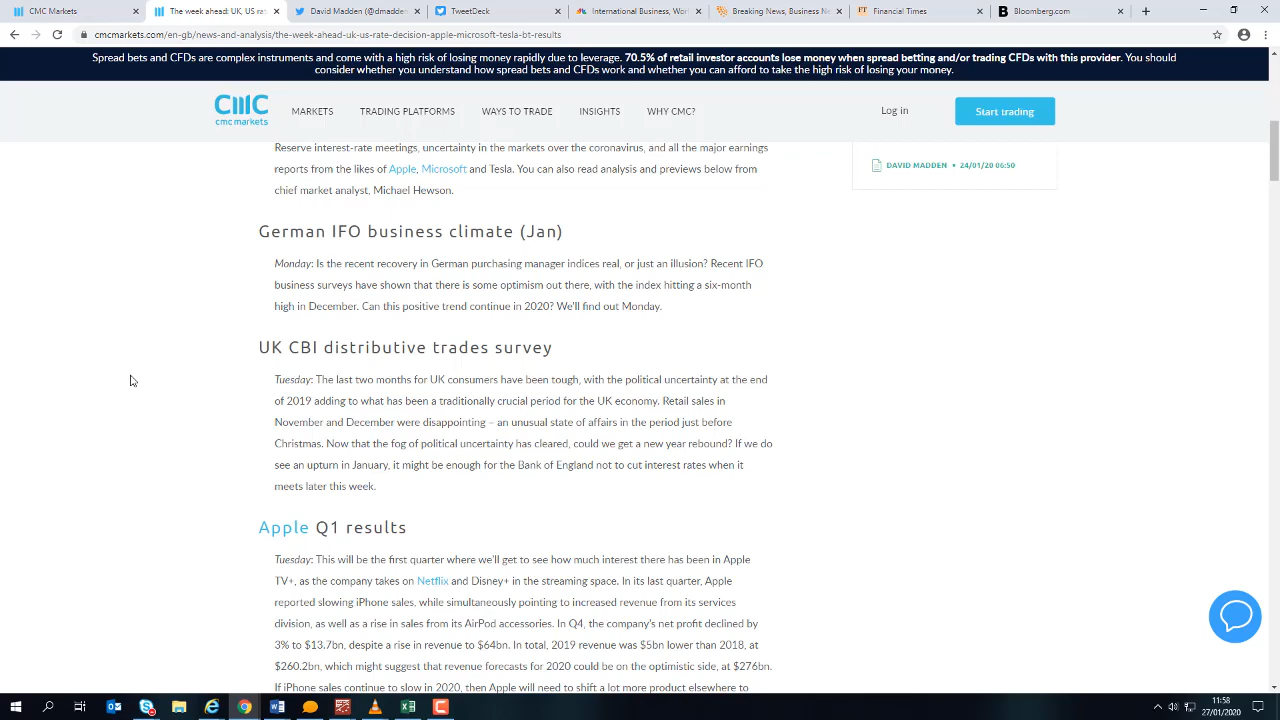 CMC Markets
The week ahead: UK, US rat
David Madden (@dmadden
TweetDeck
International Business, Worl
Breaking News, Business Ne
Financial Times
Bloomberg.com
cmcmarkets.com/en-gb/news-and-analysis/the-week-ahead-uk-us-rate-decision-apple-microsoft-tesla-bt-results
Spread bets and CFDs are complex instruments and come with a high risk of losing money rapidly due to leverage. 70.5% of retail investor accounts lose money when spread betting and/or trading CFDs with this provider. You should
consider whether you understand how spread bets and CFDs work and whether you can afford to take the high risk of losing your money.
cmc
cmc markets
MARKETS
TRADING PLATFORMS
WAYS TO TRADE
INSIGHTS
WHY CMC?
Log in
Start trading
Reserve interest-rate meetings, uncertainty in the markets over the coronavirus, and all the major earnings
reports from the likes of Apple, Microsoft and Tesla. You can also read analysis and previews below from
chief market analyst, Michael Hewson.
DAVID MADDEN • 24/01/20 06:50
German IFO business climate (Jan)
Monday: Is the recent recovery in German purchasing manager indices real, or just an illusion? Recent IFO
business surveys have shown that there is some optimism out there, with the index hitting a six-month
high in December. Can this positive trend continue in 2020? We'll find out Monday.
UK CBI distributive trades survey
Tuesday: The last two months for UK consumers have been tough, with the political uncertainty at the end
of 2019 adding to what has been a traditionally crucial period for the UK economy. Retail sales in
November and December were disappointing – an unusual state of affairs in the period just before
Christmas. Now that the fog of political uncertainty has cleared, could we get a new year rebound? If we do
see an upturn in January, it might be enough for the Bank of England not to cut interest rates when it
meets later this week.
Apple Q1 results
Tuesday: This will be the first quarter where we'll get to see how much interest there has been in Apple
TV+, as the company takes on Netflix and Disney+ in the streaming space. In its last quarter, Apple
reported slowing iPhone sales, while simultaneously pointing to increased revenue from its services
division, as well as a rise in sales from its AirPod accessories. In Q4, the company's net profit declined by
3% to $13.7bn, despite a rise in revenue to $64bn. In total, 2019 revenue was $5bn lower than 2018, at
$260.2bn, which might suggest that revenue forecasts for 2020 could be on the optimistic side, at $276bn.
If iPhone sales continue to slow in 2020, then Apple will need to shift a lot more product elsewhere to
11:58
27/01/2020